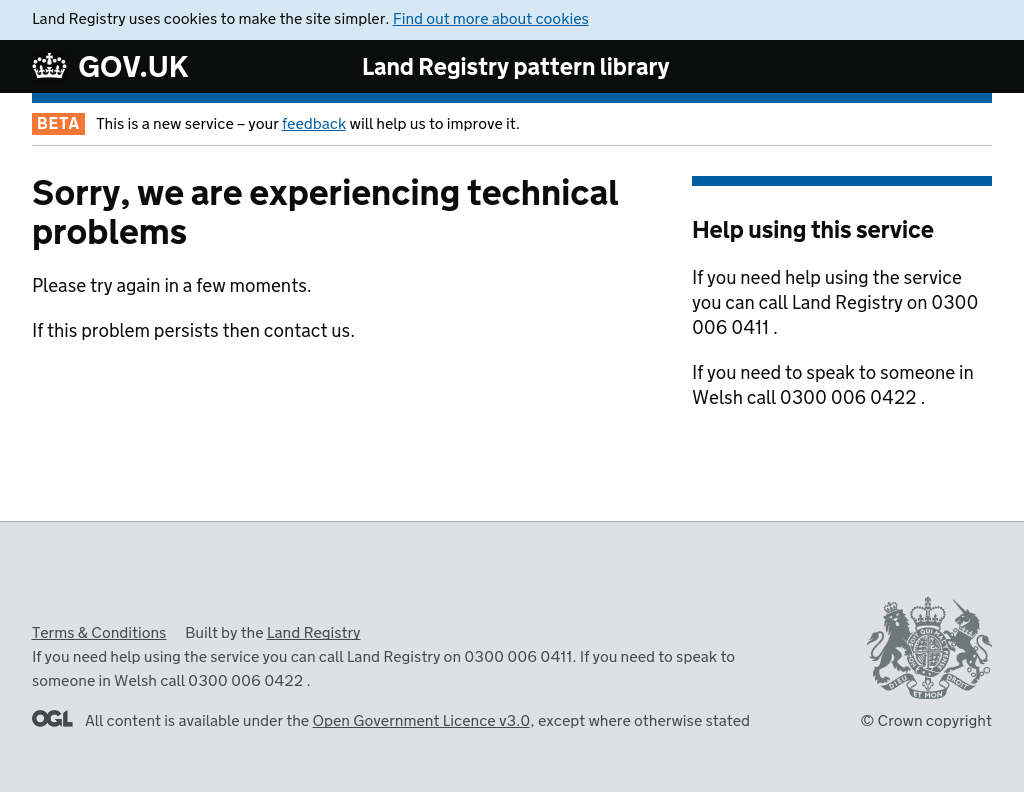 Land Registry uses cookies to make the site simpler. Find out more about cookies
GOV.UK
Land Registry pattern library
BETA This is a new service – your feedback will help us to improve it.
Sorry, we are experiencing technical
problems
Please try again in a few moments.
If this problem persists then contact us.
Help using this service
If you need help using the service
you can call Land Registry on 0300
006 0411 .
If you need to speak to someone in
Welsh call 0300 006 0422 .
Terms & Conditions Built by the Land Registry
If you need help using the service you can call Land Registry on 0300 006 0411. If you need to speak to
someone in Welsh call 0300 006 0422 .
OGL All content is available under the Open Government Licence v3.0, except where otherwise stated
DIEU ET MON DROIT
© Crown copyright